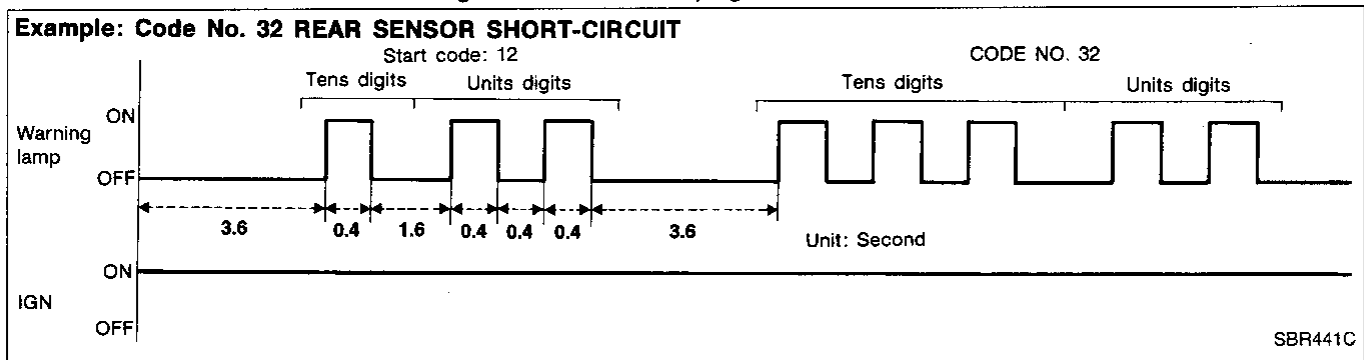 Example: Code No. 32 REAR SENSOR SHORT-CIRCUIT
Start code: 12
CODE NO. 32
Tens digits
Units digits
Tens digits
Units digits
ON
Warning
lamp
OFF
3.6
0.4
1.6
0.4
0.4
0.4
3.6
Unit: Second
ON
IGN
OFF
SBR441C